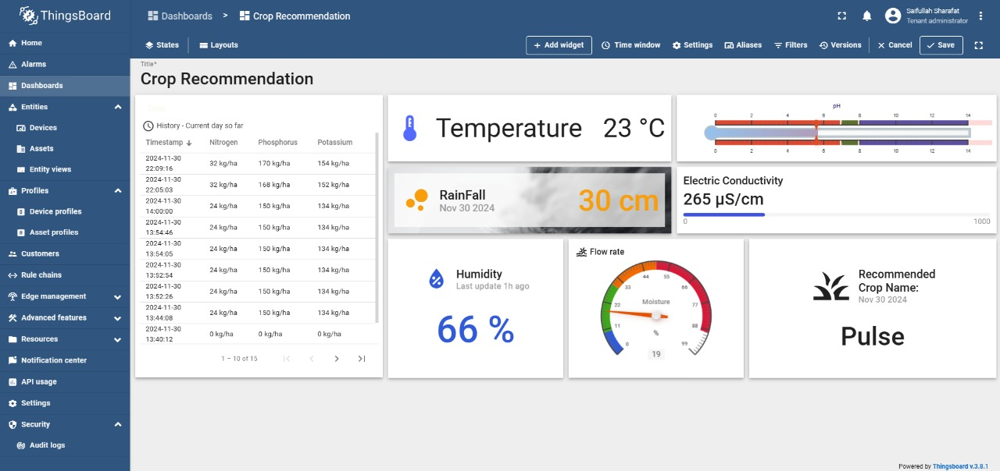 ThingsBoard
Dashboards > Crop Recommendation
Saifullah Sharafat
Tenant administrator
Home
Alarms
Dashboards
Entities
Devices
Assets
Entity views
Profiles
Device profiles
Asset profiles
Customers
Rule chains
Edge management
Advanced features
Resources
Notification center
API usage
Settings
Security
Audit logs
States Layouts + Add widget Time window Settings Aliases Filters Versions Cancel Save
Title*
Crop Recommendation
History - Current day so far
Timestamp Nitrogen Phosphorus Potassium
2024-11-30
22:09:16 32 kg/ha 170 kg/ha 154 kg/ha
2024-11-30
22:05:03 32 kg/ha 168 kg/ha 152 kg/ha
2024-11-30
14:00:00 24 kg/ha 150 kg/ha 134 kg/ha
2024-11-30
13:54:46 24 kg/ha 150 kg/ha 134 kg/ha
2024-11-30
13:54:05 24 kg/ha 150 kg/ha 134 kg/ha
2024-11-30
13:52:54 24 kg/ha 150 kg/ha 134 kg/ha
2024-11-30
13:52:26 24 kg/ha 150 kg/ha 134 kg/ha
2024-11-30
13:44:08 24 kg/ha 150 kg/ha 134 kg/ha
2024-11-30
13:40:12 0 kg/ha 0 kg/ha 0 kg/ha
1 – 10 of 15
Temperature 23 °C
pH
0 2 4 6 8 10 12 14
0 2 4 6 8 10 12 14
RainFall
Nov 30 2024
30 cm
Electric Conductivity
265 µS/cm
0 1000
Humidity
Last update 1h ago
66 %
Flow rate
Moisture
0 11 22 33 44 55 66 77 88 99
%
19
Recommended
Crop Name:
Nov 30 2024
Pulse
Powered by Thingsboard v.3.8.1